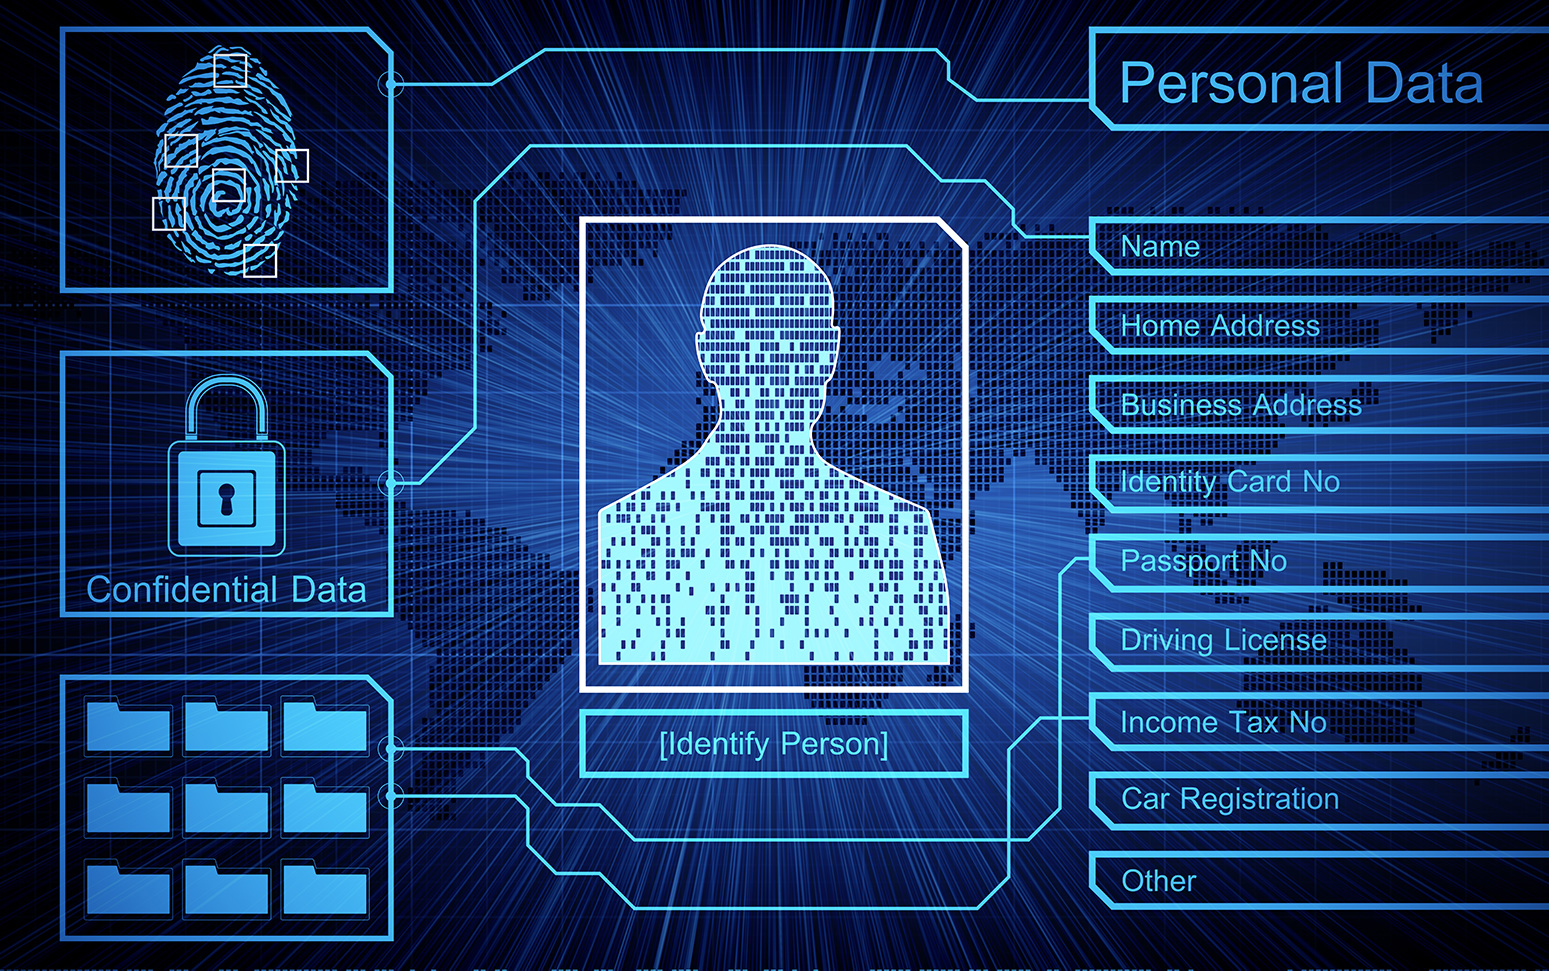 Personal Data
Name
Home Address
Business Address
Identity Card No
Passport No
Driving License
Income Tax No
Car Registration
Other
Confidential Data
[Identify Person]